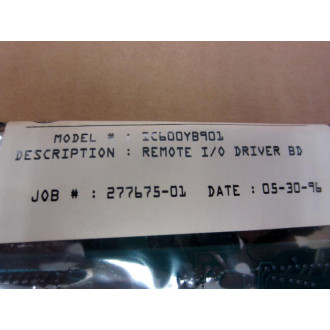 MODEL # : IC600YB901
DESCRIPTION : REMOTE I/O DRIVER BD
JOB # : 277675-01 DATE : 05-30-96